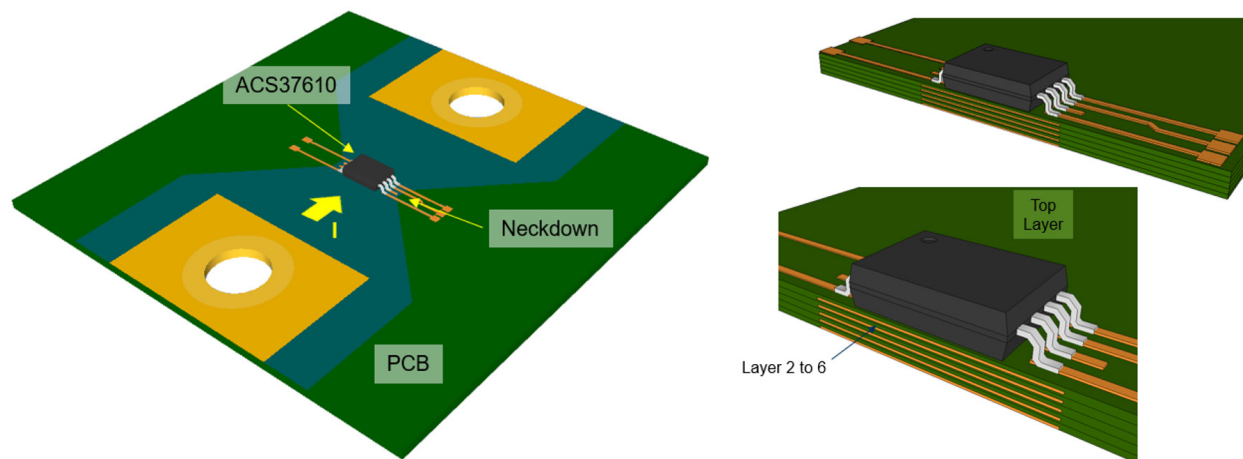 ACS37610
I
Neckdown
PCB
Top
Layer
Layer 2 to 6